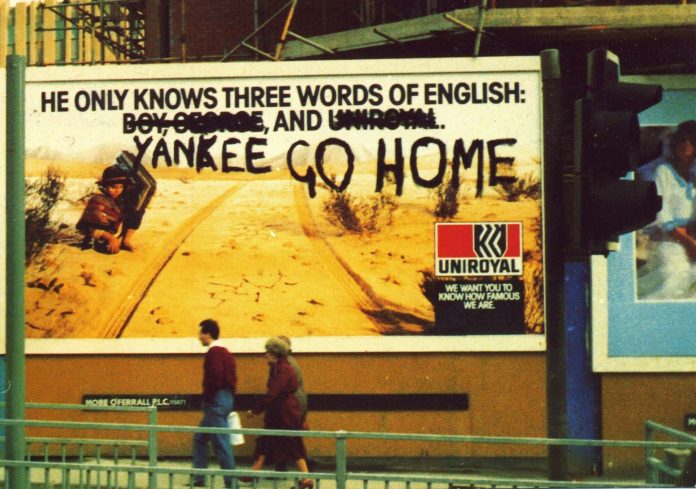 HE ONLY KNOWS THREE WORDS OF ENGLISH:
BOY, GEORGE, AND UNIROYAL.
YANKEE GO HOME
UNIROYAL
WE WANT YOU TO
KNOW HOW FAMOUS
WE ARE.
MORE O'FERRALL P.L.C.